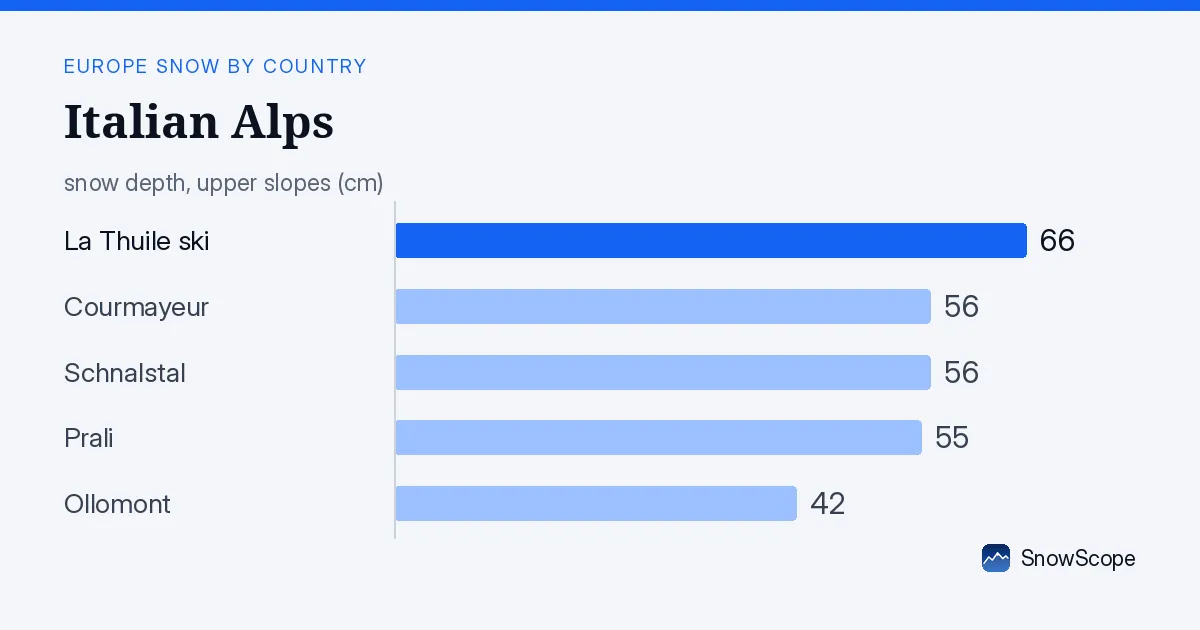 EUROPE SNOW BY COUNTRY
Italian Alps
snow depth, upper slopes (cm)
La Thuile ski 66
Courmayeur 56
Schnalstal 56
Prali 55
Ollomont 42
SnowScope